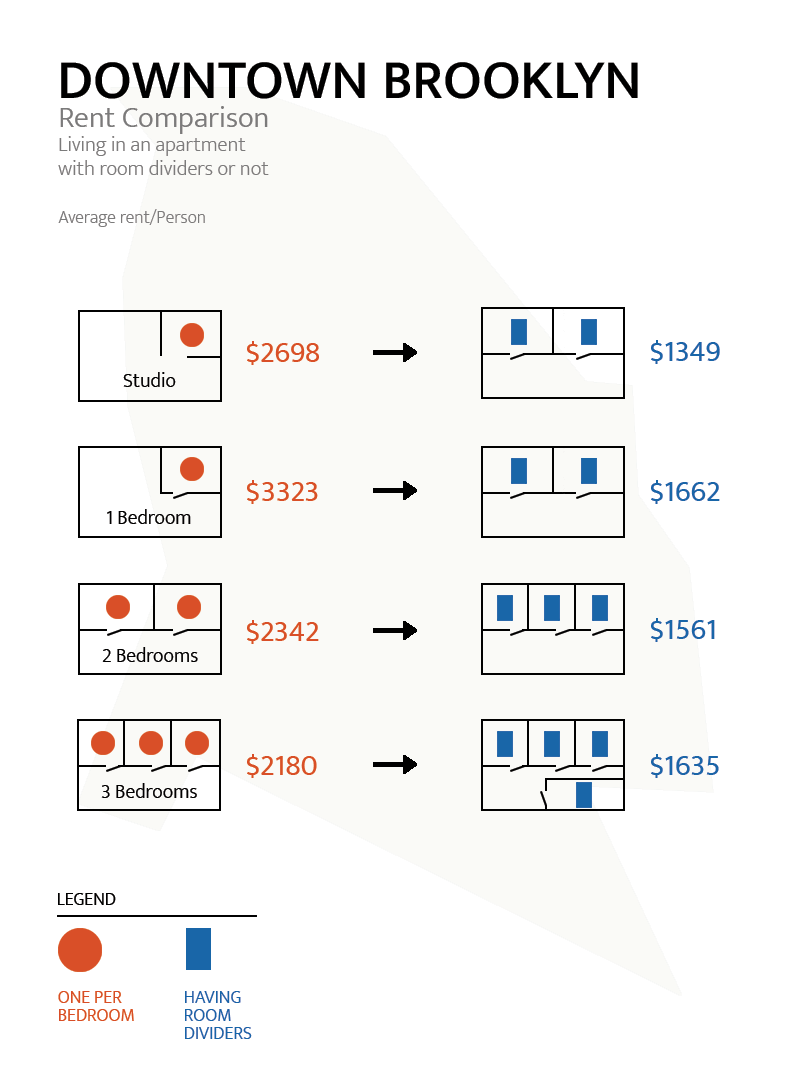 DOWNTOWN BROOKLYN
Rent Comparison
Living in an apartment
with room dividers or not
Average rent/Person
Studio
$2698
$1349
1 Bedroom
$3323
$1662
2 Bedrooms
$2342
$1561
3 Bedrooms
$2180
$1635
LEGEND
ONE PER
BEDROOM
HAVING
ROOM
DIVIDERS